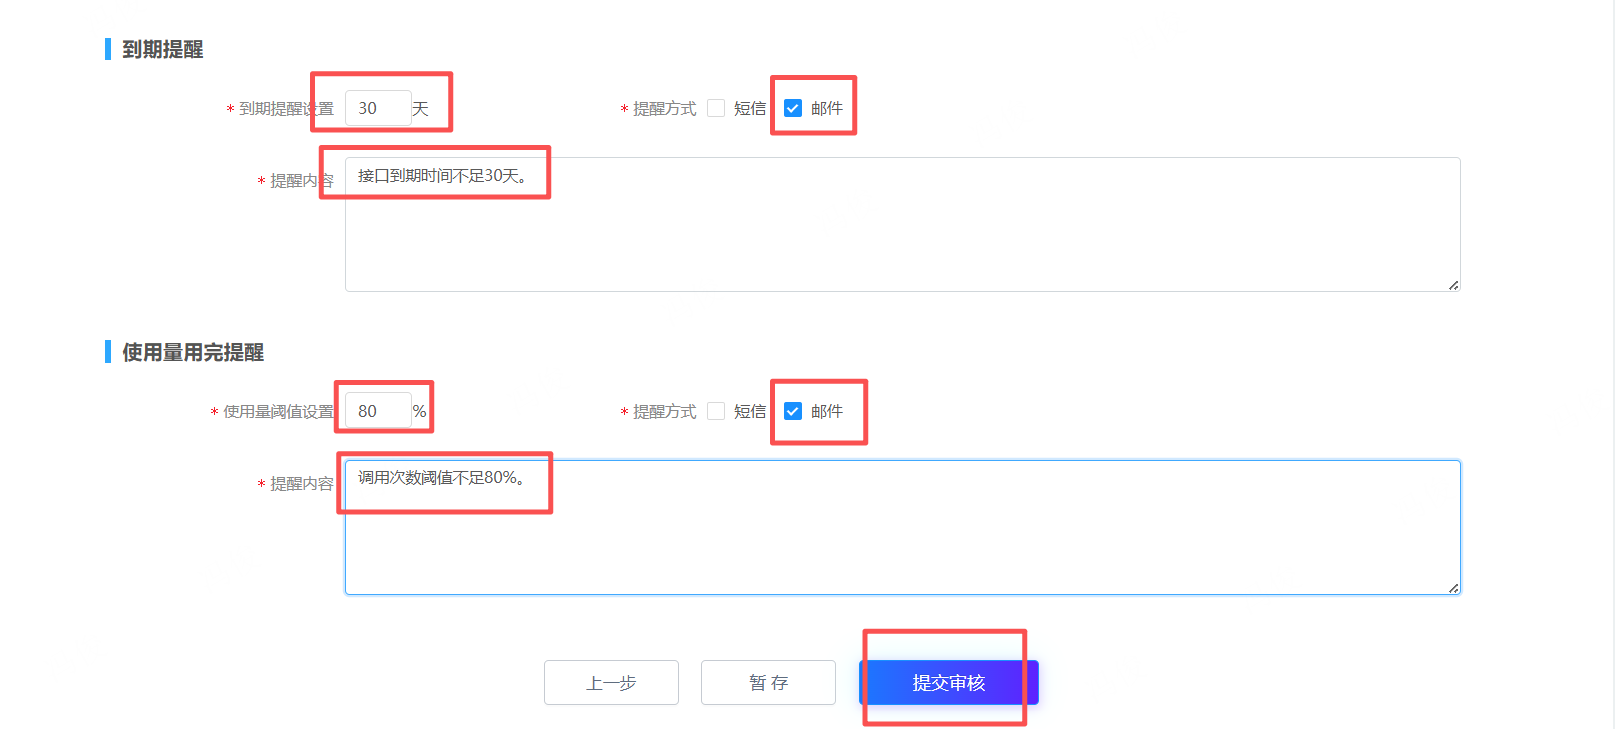 到期提醒
* 到期提醒设置 30 天 * 提醒方式 短信 邮件
* 提醒内容 接口到期时间不足30天。
使用量用完提醒
* 使用量阈值设置 80 % * 提醒方式 短信 邮件
* 提醒内容 调用次数阈值不足80%。
上一步 暂 存 提交审核